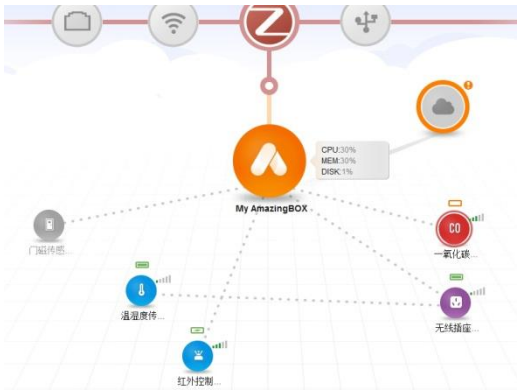 Z
CPU:30%
MEM:30%
DISK:1%
My AmazingBOX
CO
门磁传感...
一氧化碳...
温湿度传...
无线插座...
红外控制...